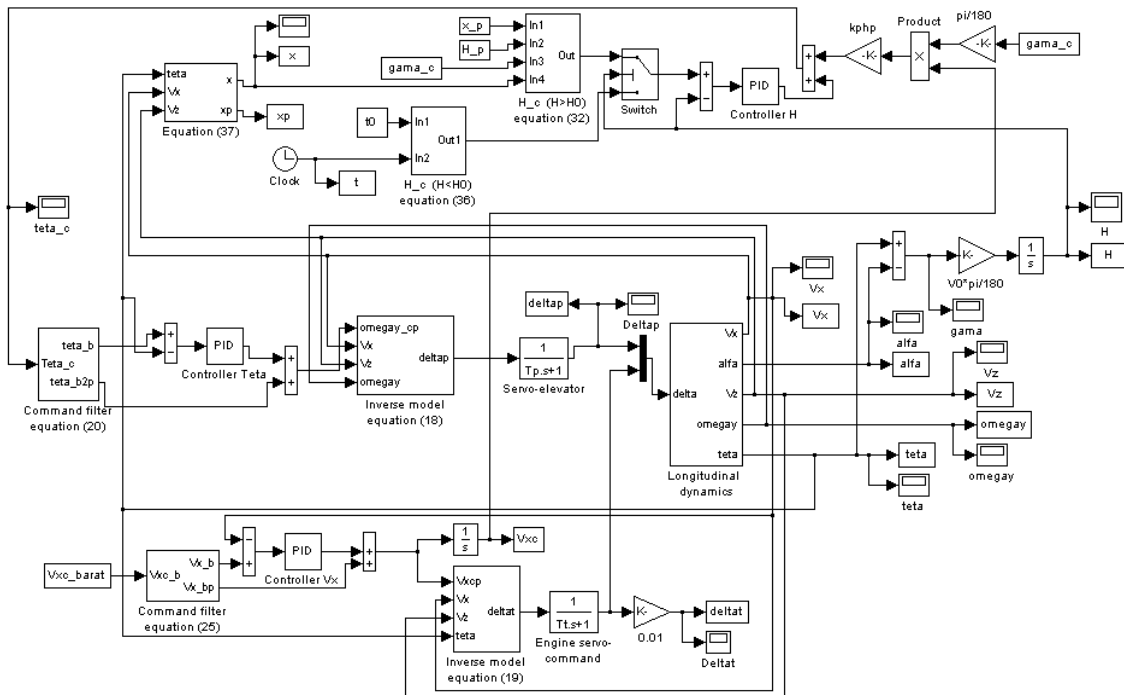 x_p
H_p
gama_c
In1
In2
In3
In4
Out
H_c (H>H0)
equation (32)
kphp
-K-
Product
X
pi/180
-K-
gama_c
x
teta
Vx
Vz
x
xp
Equation (37)
xp
t0
In1
In2
Out1
H_c (H<H0)
equation (36)
Clock
t
Switch
+
-
PID
Controller H
+
+
teta_c
H
H
+
-
K-
V0*pi/180
1
s
gama
Vx
Vx
alfa
alfa
Vz
Vz
omegay
omegay
teta
teta
Teta_c
teta_b
teta_b2p
Command filter
equation (20)
+
-
PID
Controller Teta
+
+
omegay_cp
Vx
Vz
omegay
deltap
Inverse model
equation (18)
1
Tp.s+1
Servo-elevator
deltap
Deltap
delta
Vx
alfa
Vz
omegay
teta
Longitudinal
dynamics
Vxc_barat
Vxc_b
Vx_b
Vx_bp
Command filter
equation (25)
-
+
PID
Controller Vx
+
+
1
s
Vxc
Vxcp
Vx
Vz
teta
deltat
Inverse model
equation (19)
1
Tt.s+1
Engine servo-
command
K-
0.01
deltat
Deltat